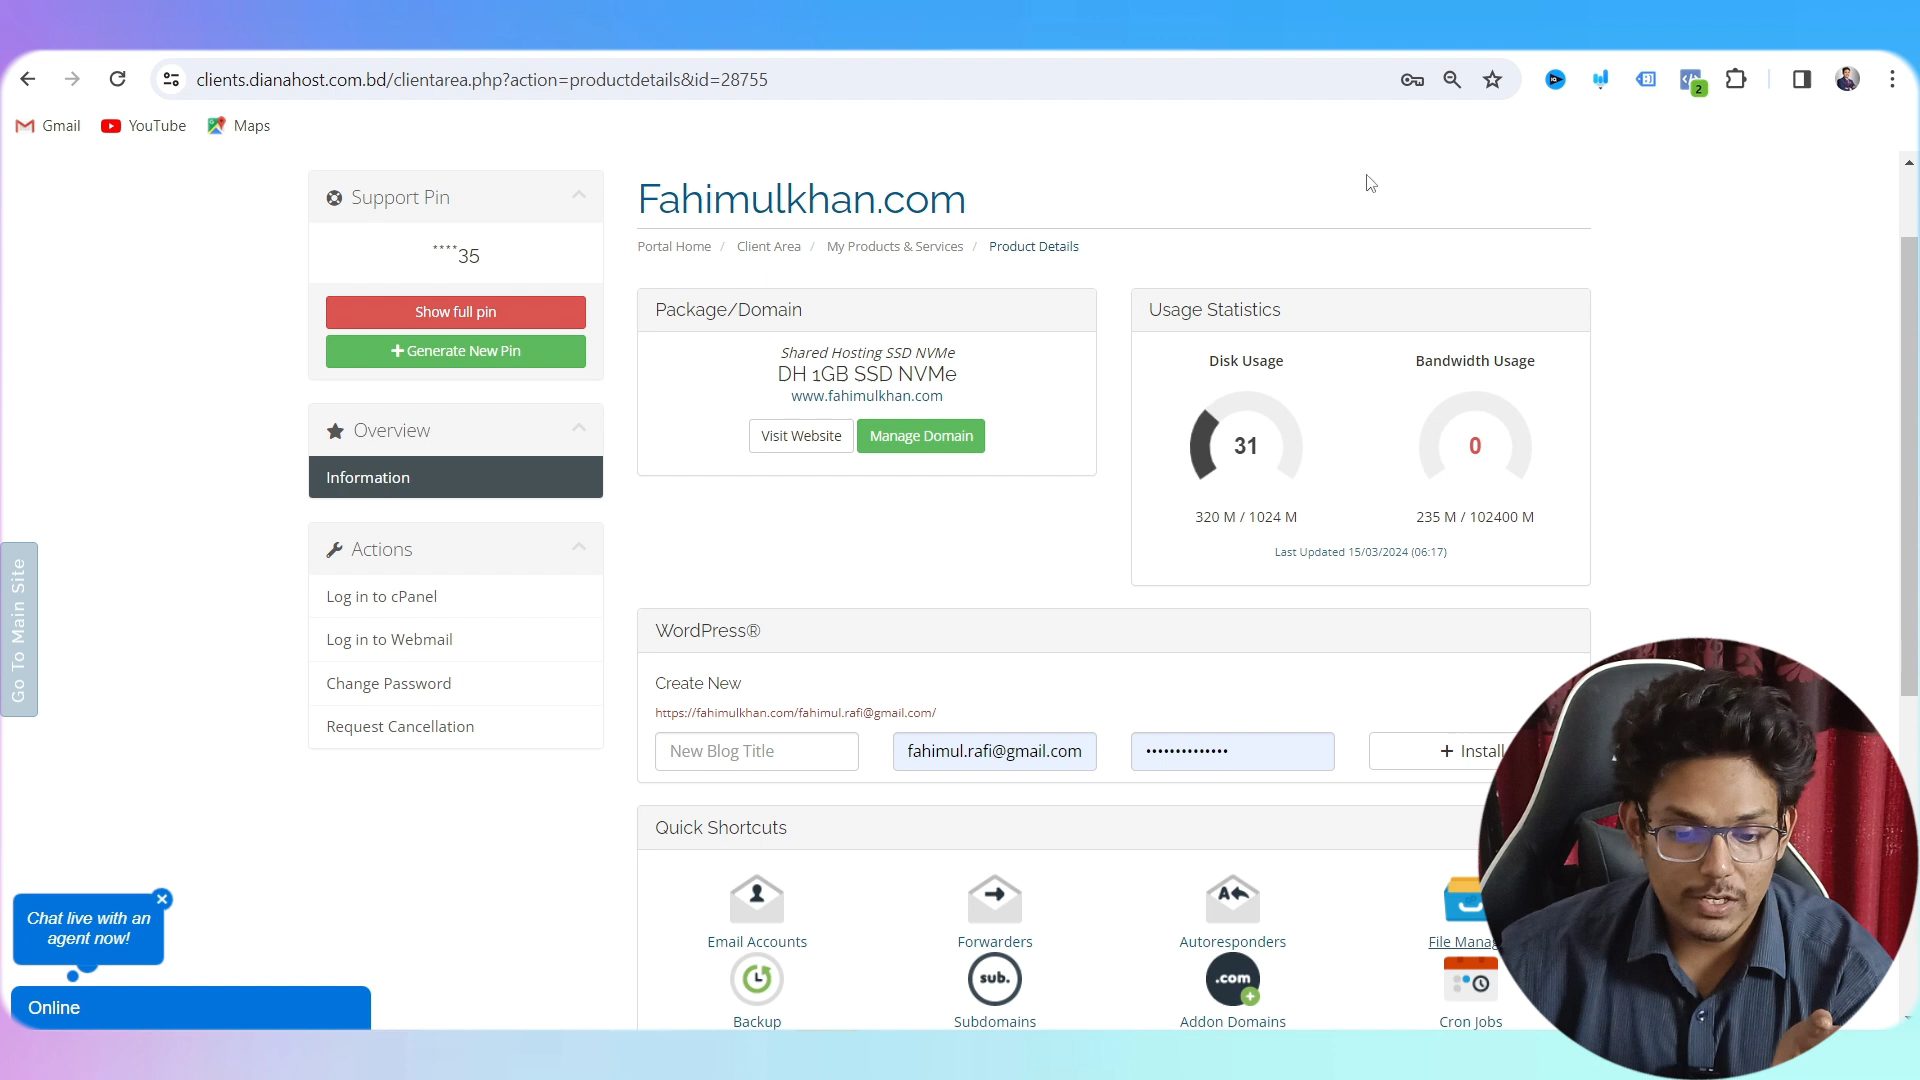 clients.dianahost.com.bd/clientarea.php?action=productdetails&id=28755
2
Gmail
YouTube
Maps
Support Pin
****35
Show full pin
Generate New Pin
Overview
Information
Actions
Log in to cPanel
Log in to Webmail
Change Password
Request Cancellation
Go To Main Site
Chat live with an
agent now!
Online
Fahimulkhan.com
Portal Home / Client Area / My Products & Services / Product Details
Package/Domain
Shared Hosting SSD NVMe
DH 1GB SSD NVMe
www.fahimulkhan.com
Visit Website
Manage Domain
Usage Statistics
Disk Usage
Bandwidth Usage
31
0
320 M / 1024 M
235 M / 102400 M
Last Updated 15/03/2024 (06:17)
WordPress®
Create New
https://fahimulkhan.com/fahimul.rafi@gmail.com/
New Blog Title
fahimul.rafi@gmail.com
••••••••••••••
+ Install
Quick Shortcuts
Email Accounts
Forwarders
Autoresponders
File Manag
sub.
.com
Backup
Subdomains
Addon Domains
Cron Jobs